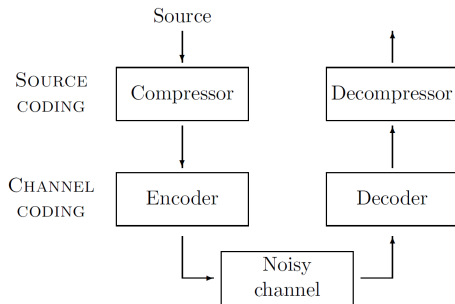 Source
SOURCE
CODING
Compressor
Decompressor
CHANNEL
CODING
Encoder
Decoder
Noisy
channel